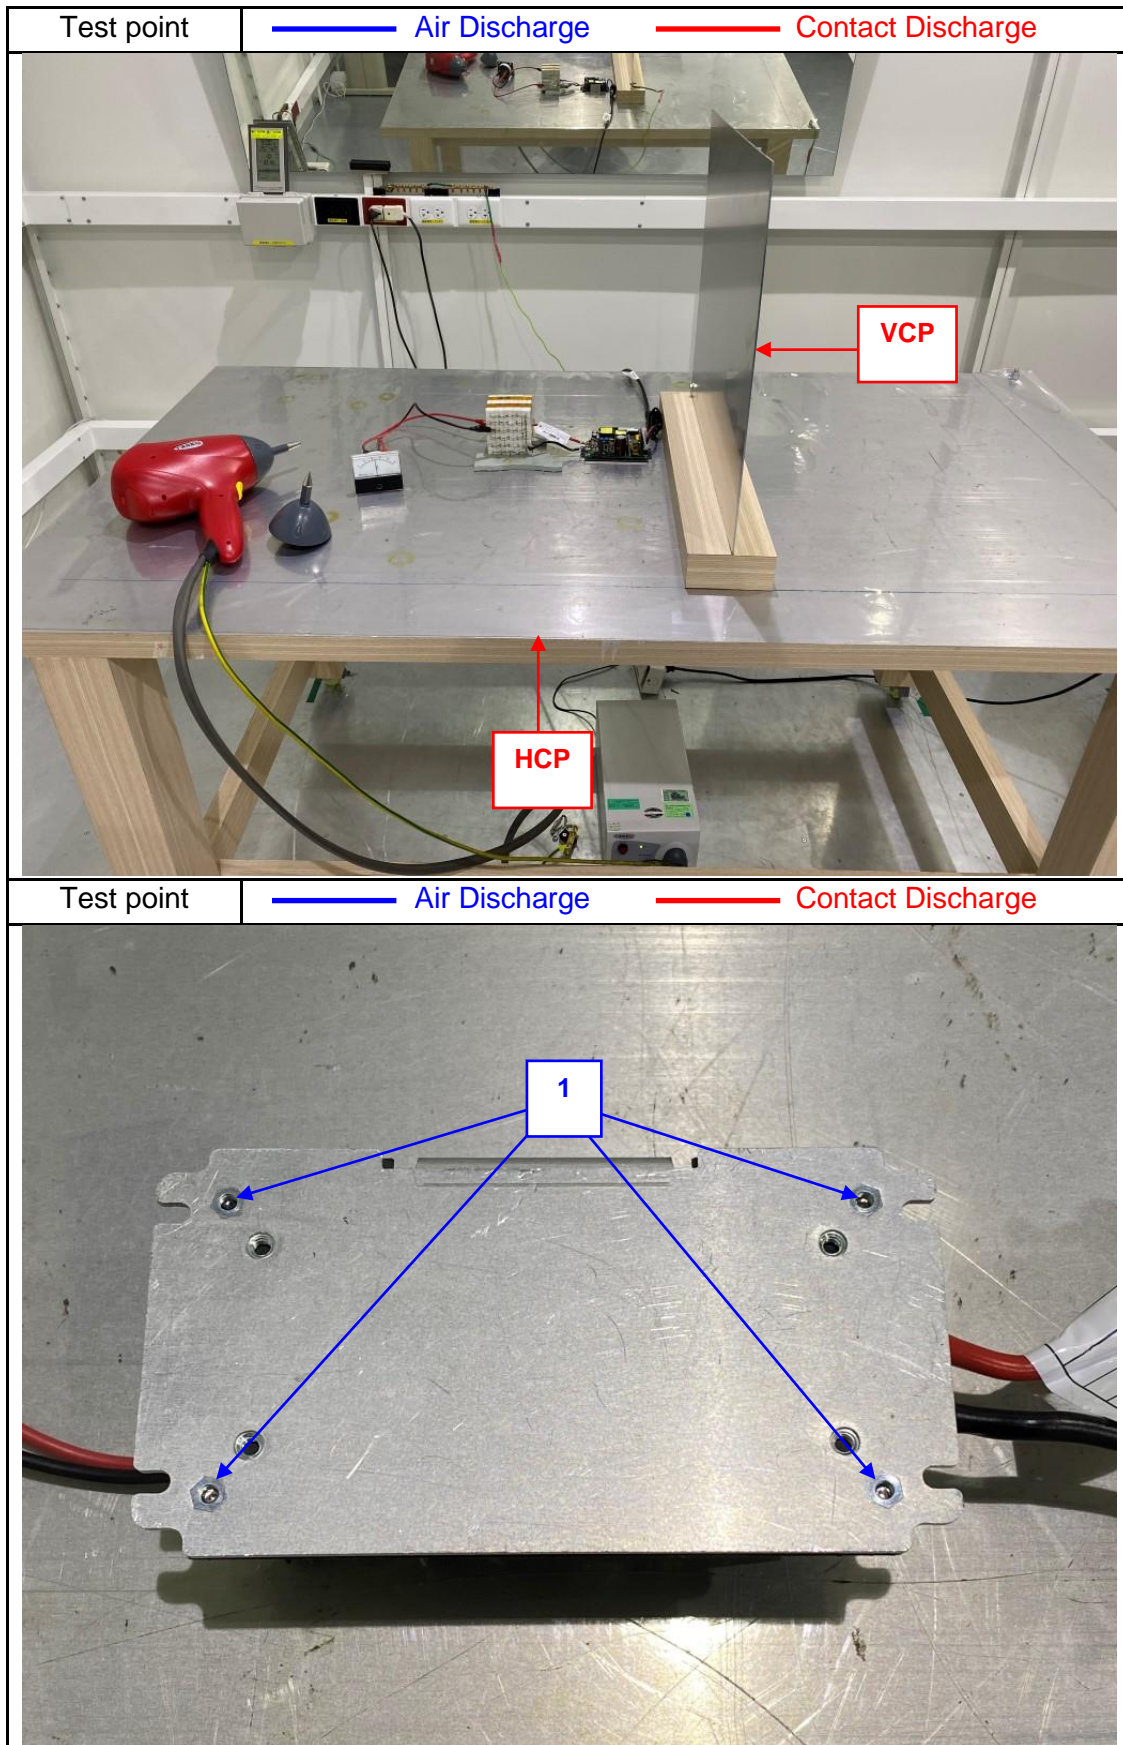 Test point Air Discharge Contact Discharge
VCP
HCP
Test point Air Discharge Contact Discharge
1